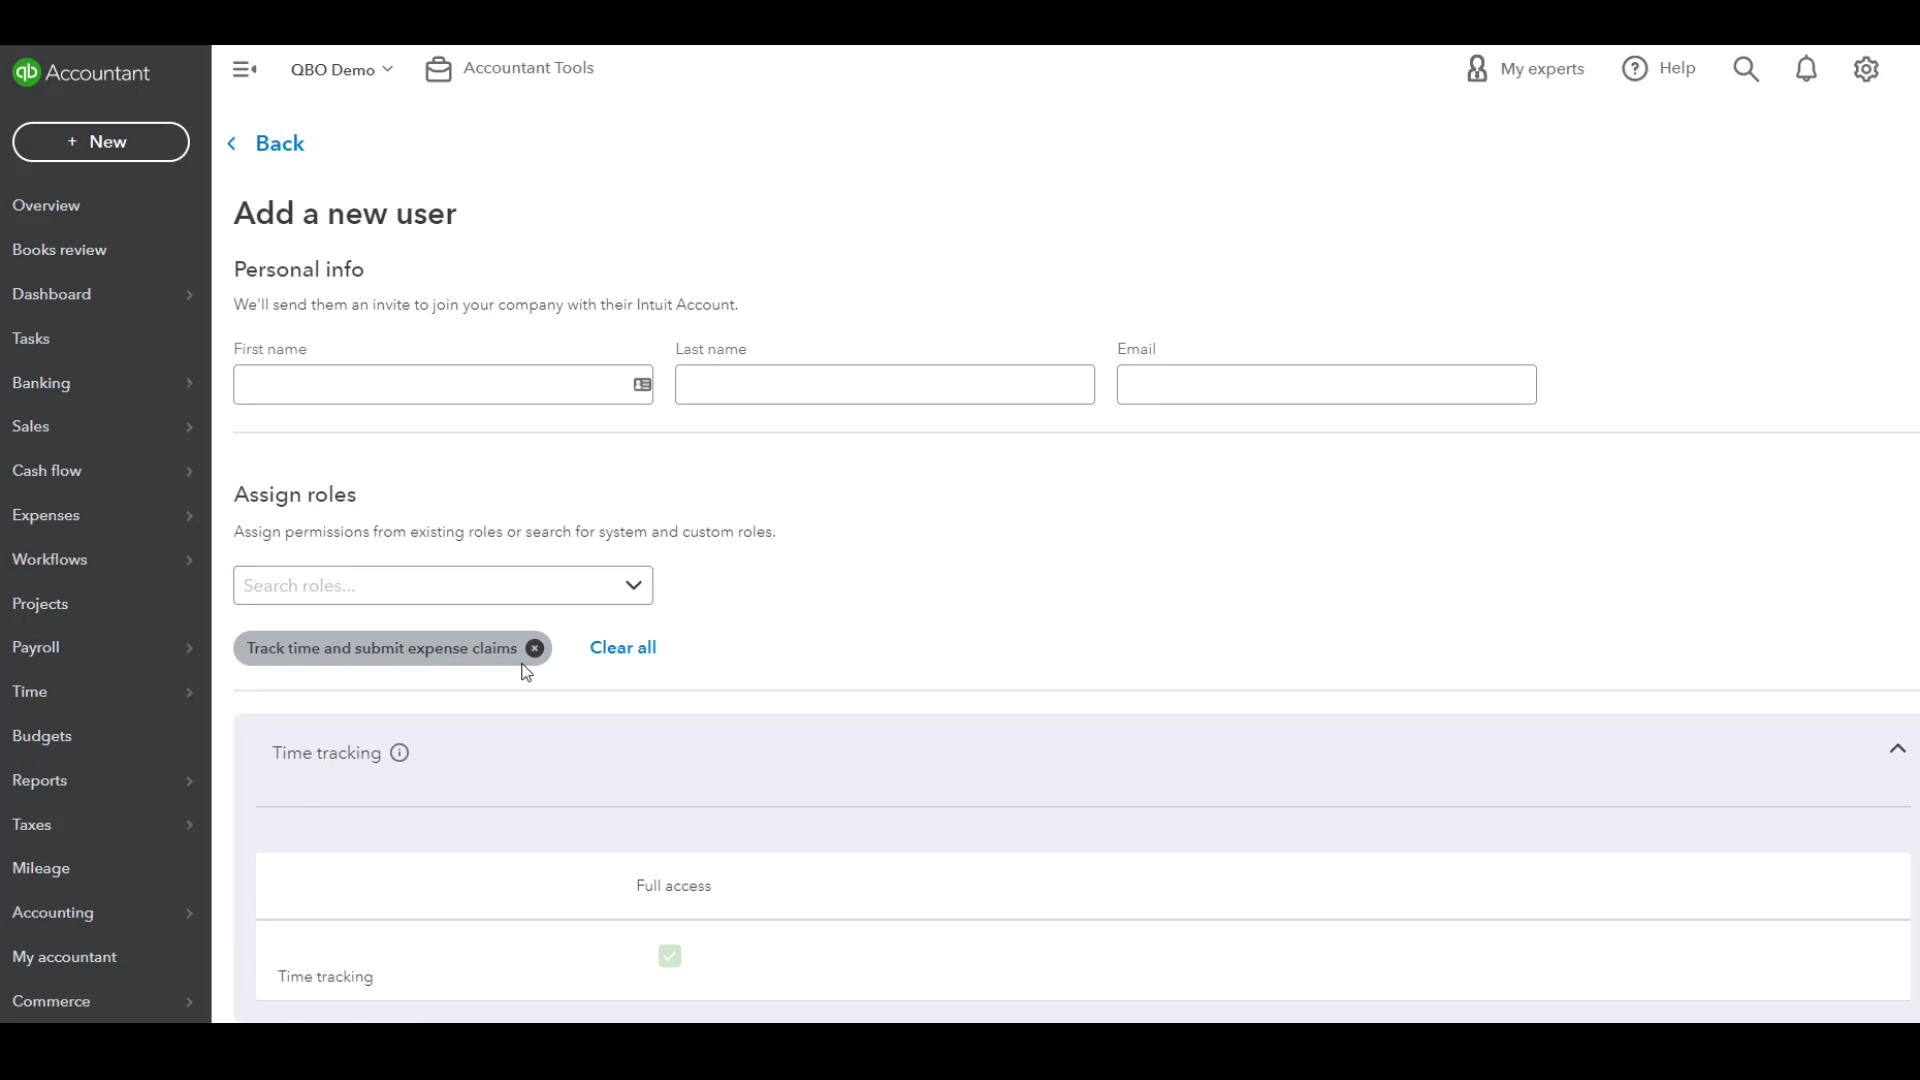 qb Accountant
QBO Demo
Accountant Tools
My experts
Help
+ New
Back
Overview
Books review
Dashboard
Tasks
Banking
Sales
Cash flow
Expenses
Workflows
Projects
Payroll
Time
Budgets
Reports
Taxes
Mileage
Accounting
My accountant
Commerce
Add a new user
Personal info
We'll send them an invite to join your company with their Intuit Account.
First name
Last name
Email
Assign roles
Assign permissions from existing roles or search for system and custom roles.
Search roles...
Track time and submit expense claims
Clear all
Time tracking
Full access
Time tracking